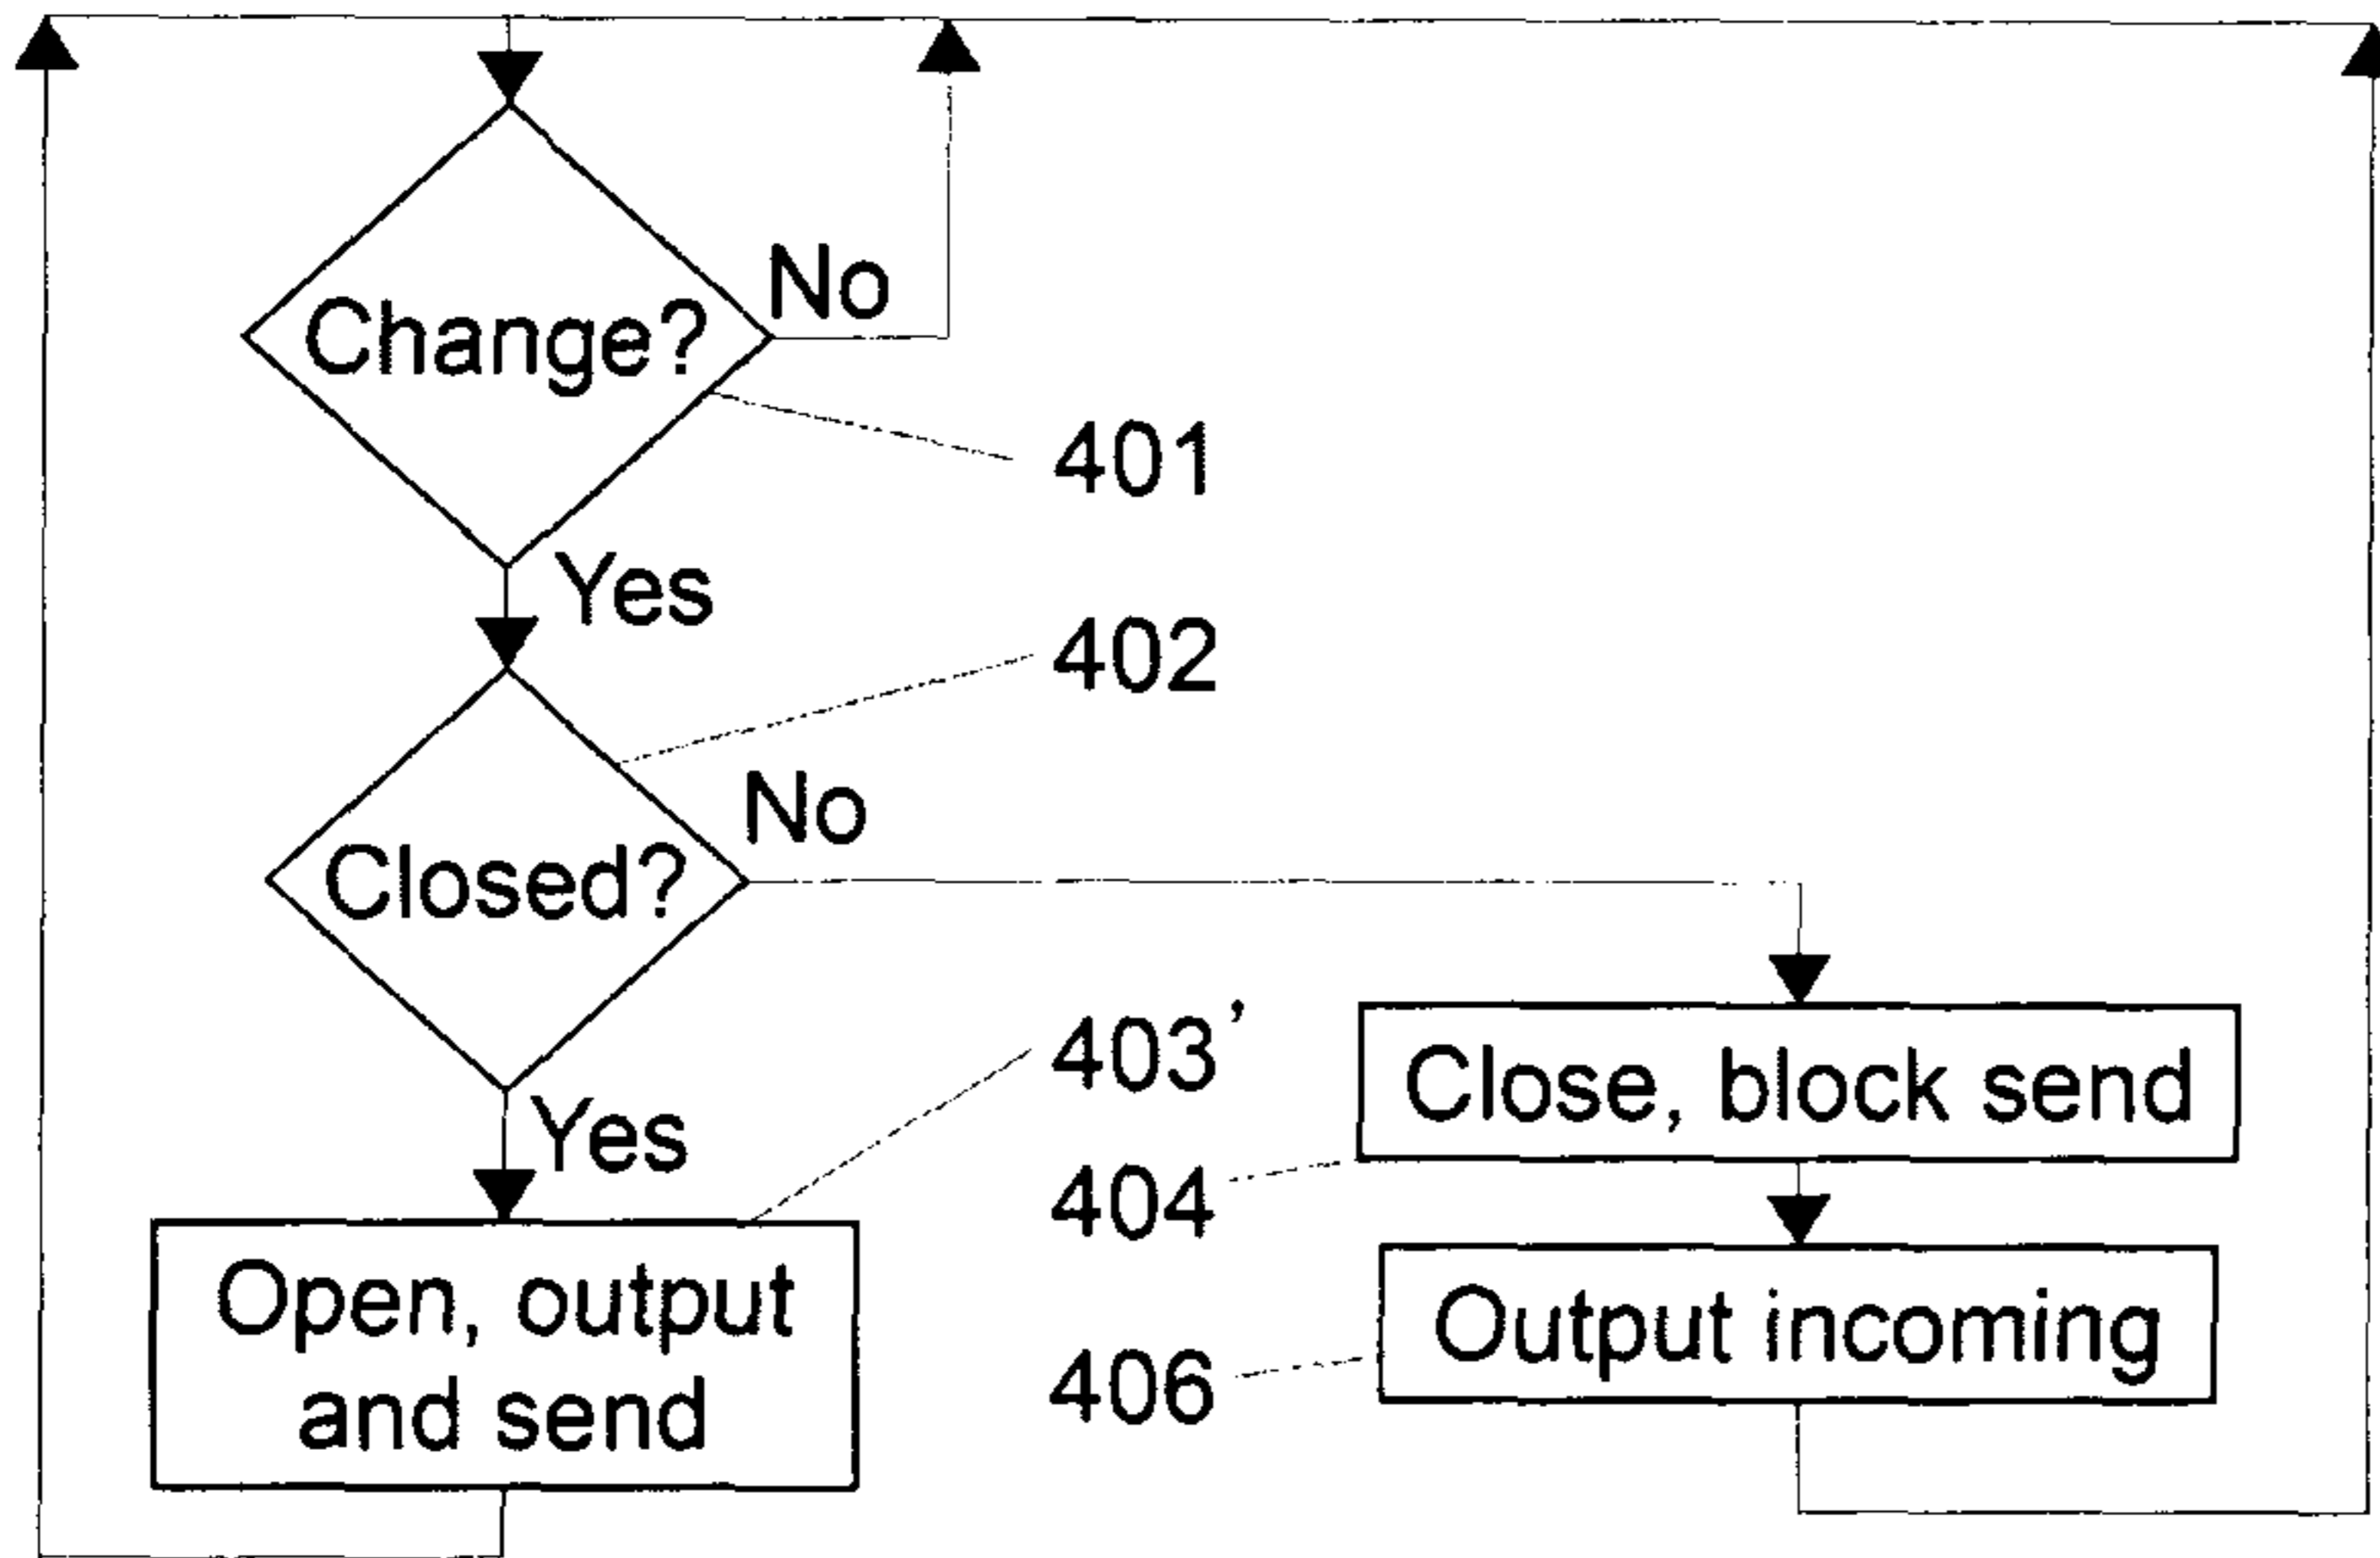 No
Change?
401
Yes
402
No
Closed?
403'
Close, block send
Yes
404
Open, output
and send
Output incoming
406